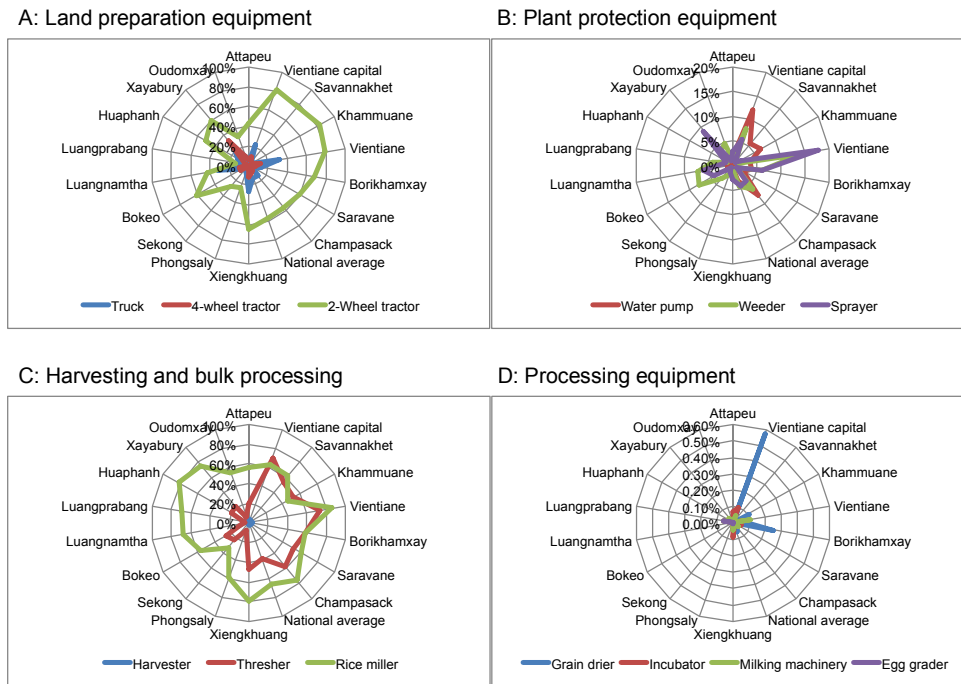 A: Land preparation equipment
Attapeu
Oudomxay 100% Vientiane capital
Xayabury 80% Savannakhet
Huaphanh 60% Khammuane
40%
Luangprabang 20% Vientiane
0%
Luangnamtha Borikhamxay
Bokeo Saravane
Sekong Champasack
Phongsaly National average
Xiengkhuang
Truck 4-wheel tractor 2-Wheel tractor
B: Plant protection equipment
Attapeu
Oudomxay 20% Vientiane capital
Xayabury 15% Savannakhet
Huaphanh 10% Khammuane
Luangprabang 5% Vientiane
0%
Luangnamtha Borikhamxay
Bokeo Saravane
Sekong Champasack
Phongsaly National average
Xiengkhuang
Water pump Weeder Sprayer
C: Harvesting and bulk processing
Attapeu
Oudomxay 100% Vientiane capital
Xayabury 80% Savannakhet
Huaphanh 60% Khammuane
40%
Luangprabang 20% Vientiane
0%
Luangnamtha Borikhamxay
Bokeo Saravane
Sekong Champasack
Phongsaly National average
Xiengkhuang
Harvester Thresher Rice miller
D: Processing equipment
Attapeu
Oudomxay 0.60% Vientiane capital
0.50%
Xayabury 0.40% Savannakhet
Huaphanh 0.30% Khammuane
0.20%
Luangprabang 0.10% Vientiane
0.00%
Luangnamtha Borikhamxay
Bokeo Saravane
Sekong Champasack
Phongsaly National average
Xiengkhuang
Grain drier Incubator Milking machinery Egg grader